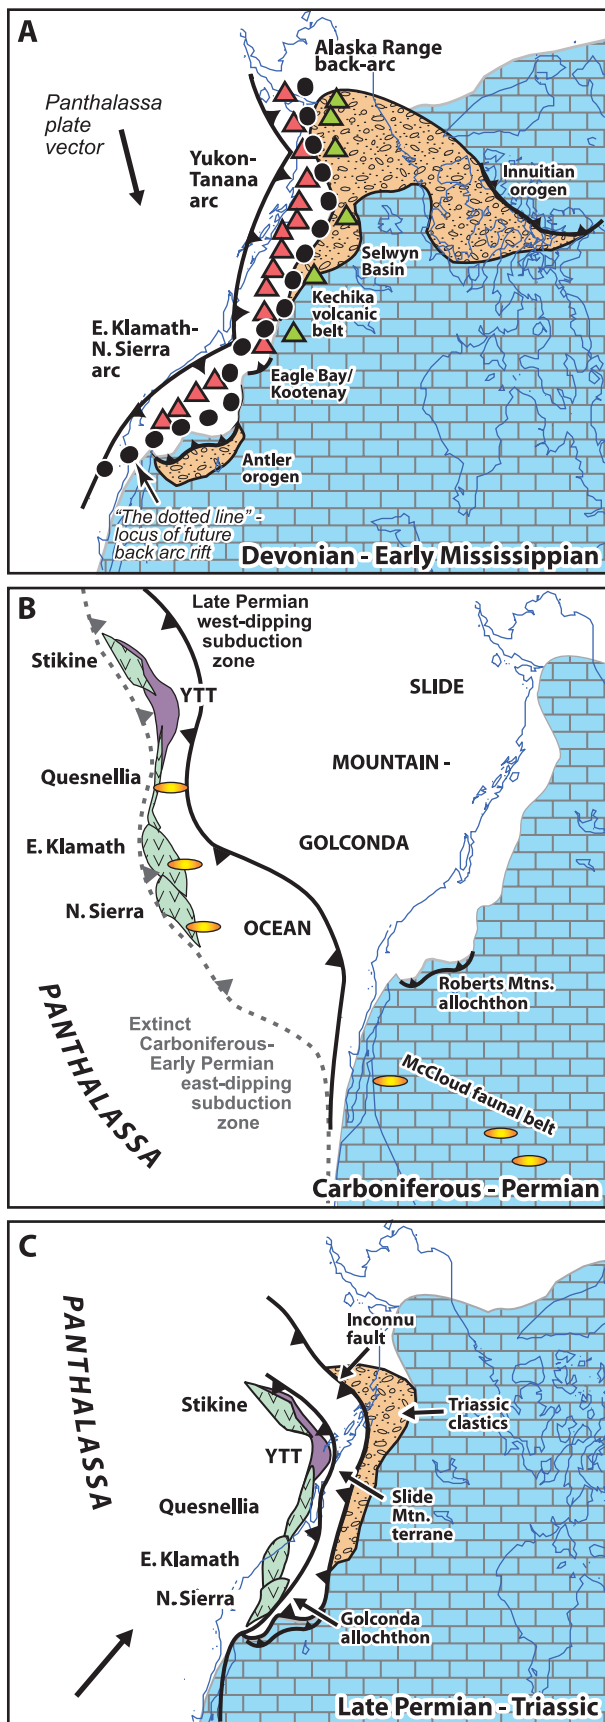 A
Alaska Range
back-arc
Panthalassa
plate
vector
Yukon-
Tanana
arc
Innuitian
orogen
Selwyn
Basin
Kechika
volcanic
belt
E. Klamath-
N. Sierra
arc
Eagle Bay/
Kootenay
Antler
orogen
"The dotted line" -
locus of future
back arc rift
Devonian - Early Mississippian
B
Late Permian
west-dipping
subduction
zone
Stikine
YTT
SLIDE
MOUNTAIN -
Quesnellia
GOLCONDA
E. Klamath
N. Sierra
OCEAN
Roberts Mtns.
allochthon
PANTHALASSA
Extinct
Carboniferous-
Early Permian
east-dipping
subduction
zone
McCloud faunal belt
Carboniferous - Permian
C
PANTHALASSA
Inconnu
fault
Stikine
Triassic
clastics
YTT
Quesnellia
Slide
Mtn.
terrane
E. Klamath
N. Sierra
Golconda
allochthon
Late Permian - Triassic